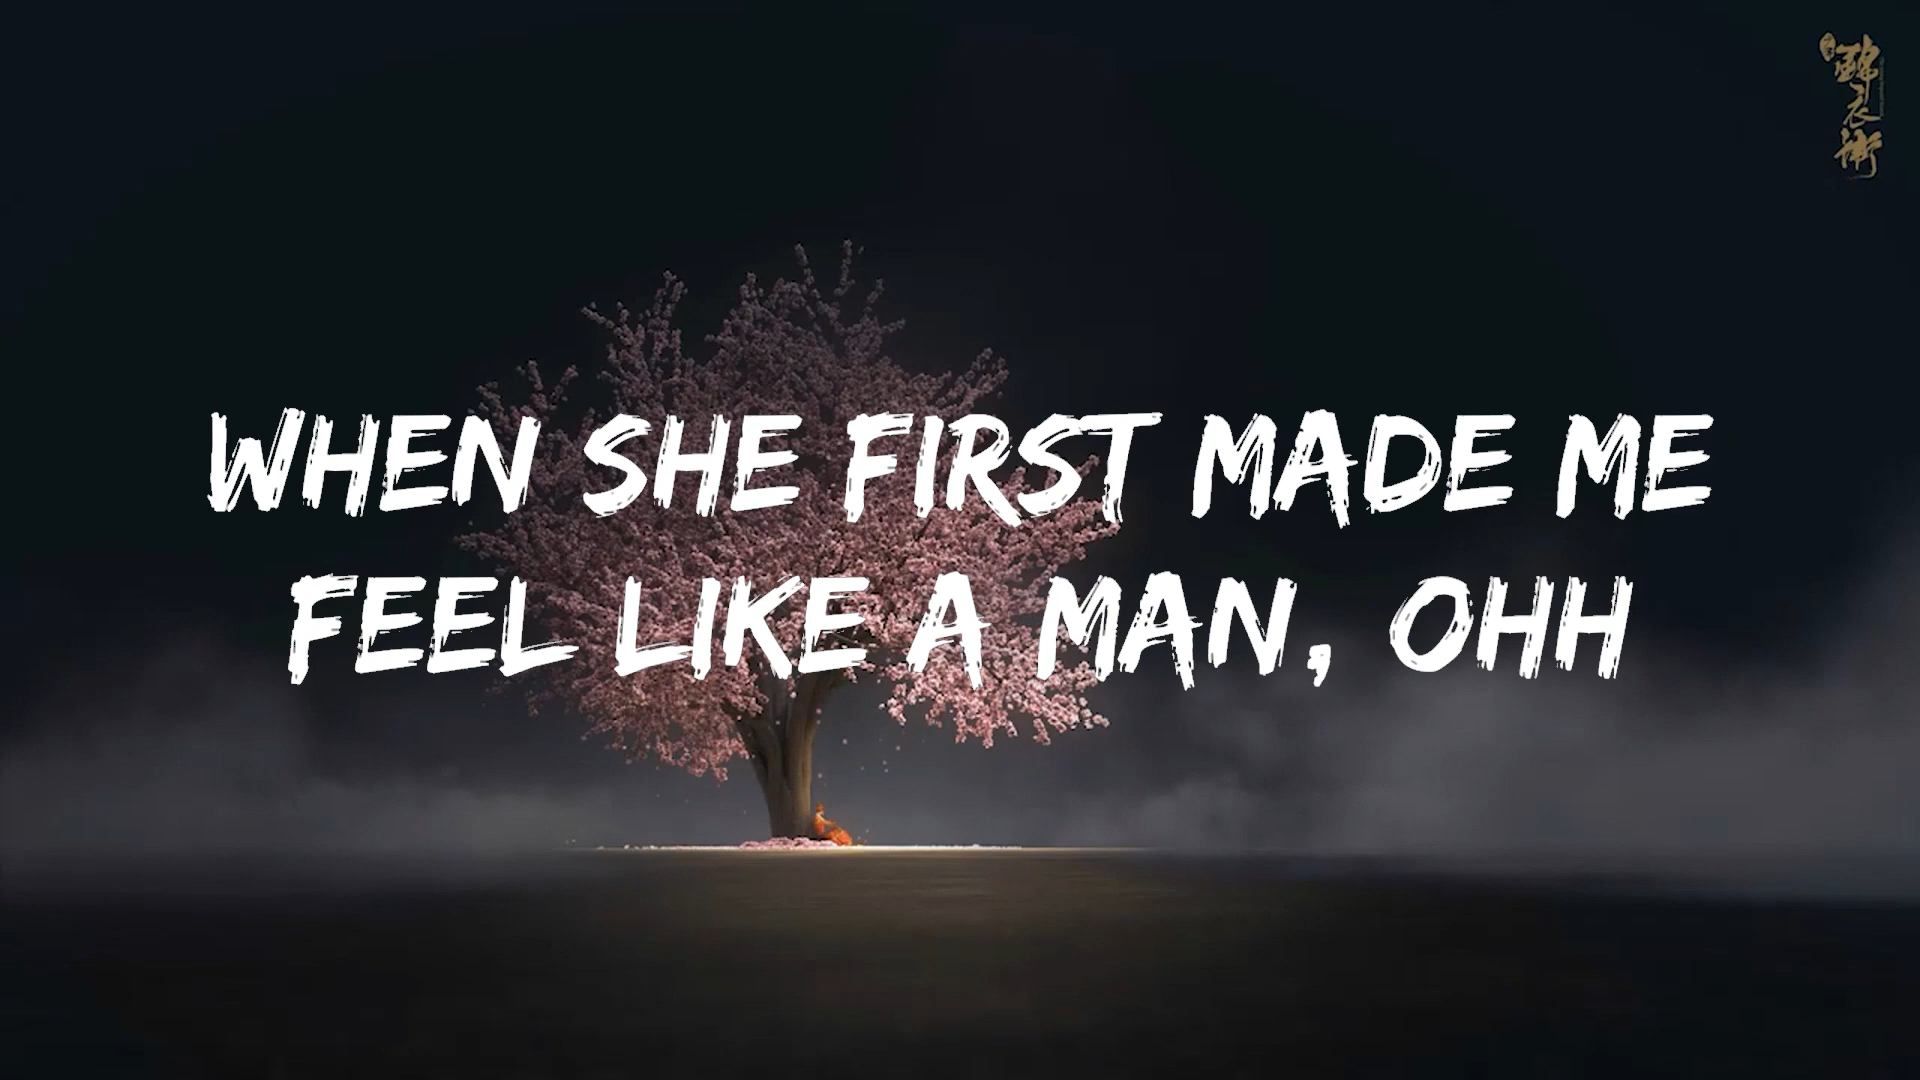 WHEN SHE FIRST MADE ME
FEEL LIKE A MAN, OHH
錦
衣
衛